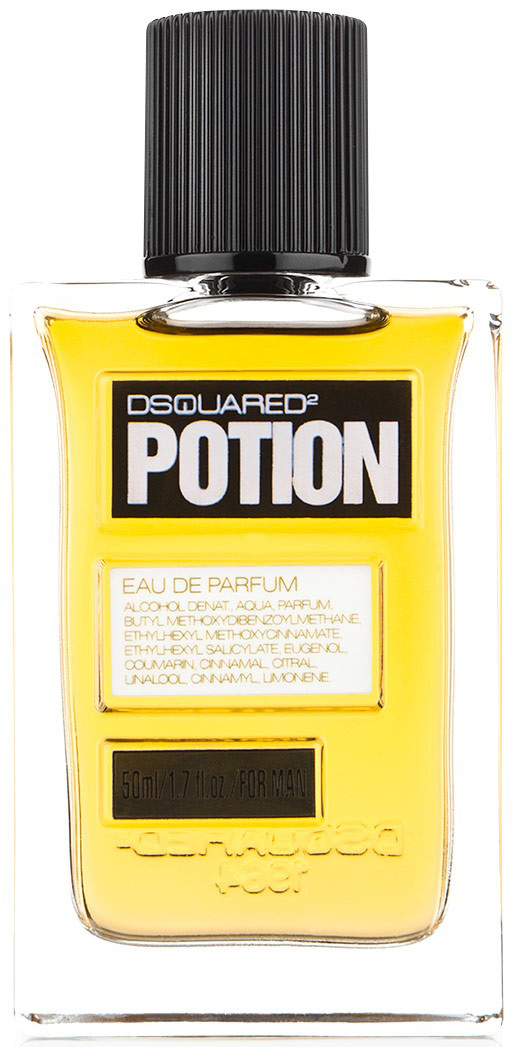 DSQUARED²
POTION
EAU DE PARFUM
ALCOHOL DENAT., AQUA, PARFUM,
BUTYL METHOXYDIBENZOYLMETHANE,
ETHYLHEXYL METHOXYCINNAMATE,
ETHYLHEXYL SALICYLATE, EUGENOL,
COUMARIN, CINNAMAL, CITRAL,
LINALOOL, CINNAMYL, LIMONENE.
50ml/1.7 fl.oz./FOR MAN